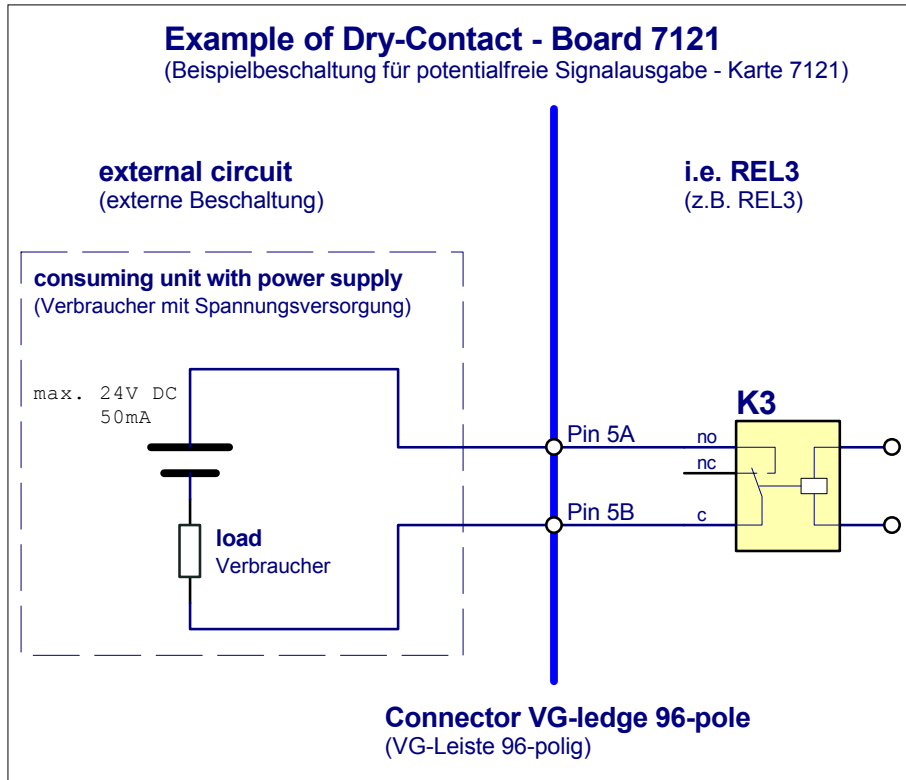 Example of Dry-Contact - Board 7121
(Beispielbeschaltung für potentialfreie Signalausgabe - Karte 7121)
external circuit
(externe Beschaltung)
i.e. REL3
(z.B. REL3)
consuming unit with power supply
(Verbraucher mit Spannungsversorgung)
max. 24V DC
50mA
K3
Pin 5A
no
nc
Pin 5B
c
load
Verbraucher
Connector VG-ledge 96-pole
(VG-Leiste 96-polig)